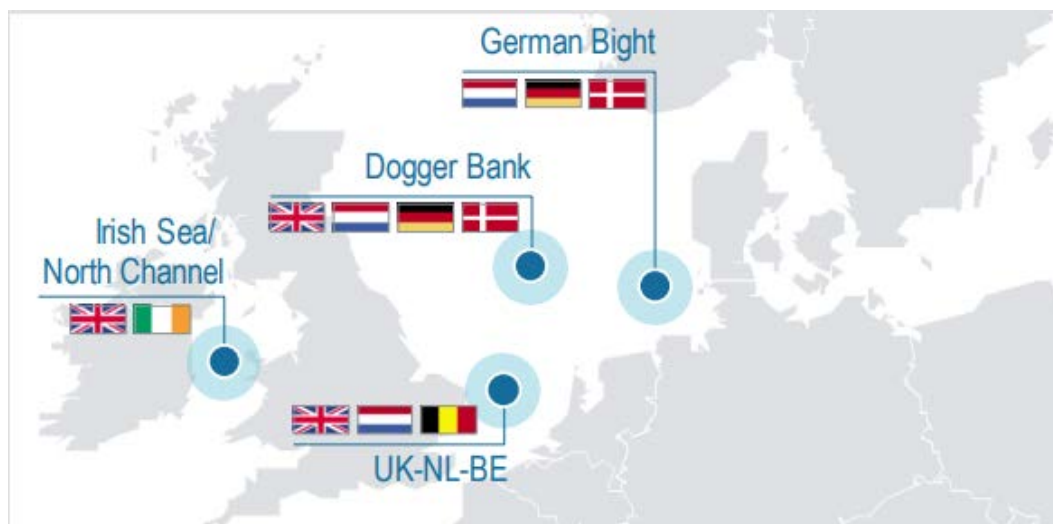 German Bight
Dogger Bank
Irish Sea/
North Channel
UK-NL-BE